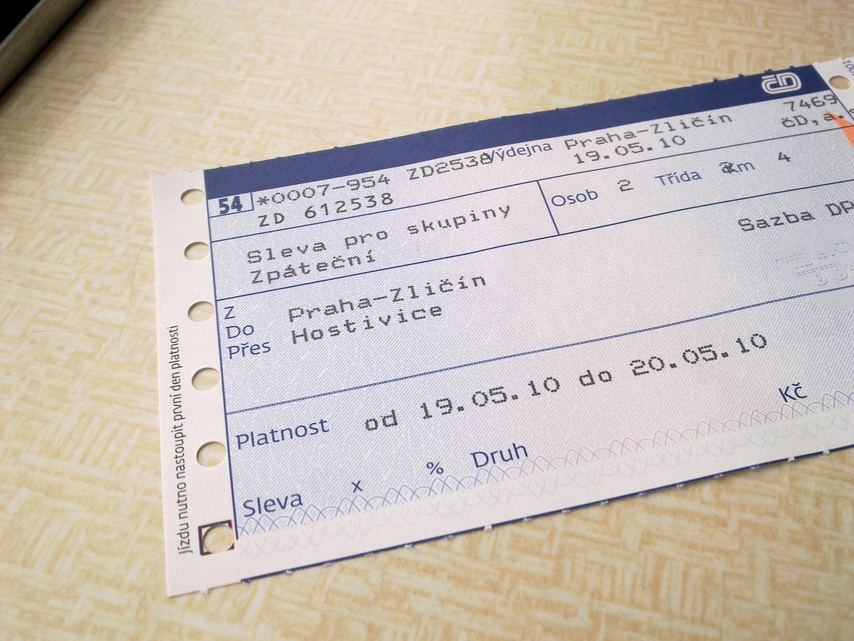 ČD
7469
54 *0007-954 ZD2538 Výdejna Praha-Zličín čD,a.
ZD 612538 19.05.10
Osob 2 Třída km 4
Sleva pro skupiny
Zpáteční
Sazba DP
Z Praha-Zličín
Do Hostivice
Přes
Platnost od 19.05.10 do 20.05.10
Kč
Sleva x % Druh
Jízdu nutno nastoupit první den platnosti